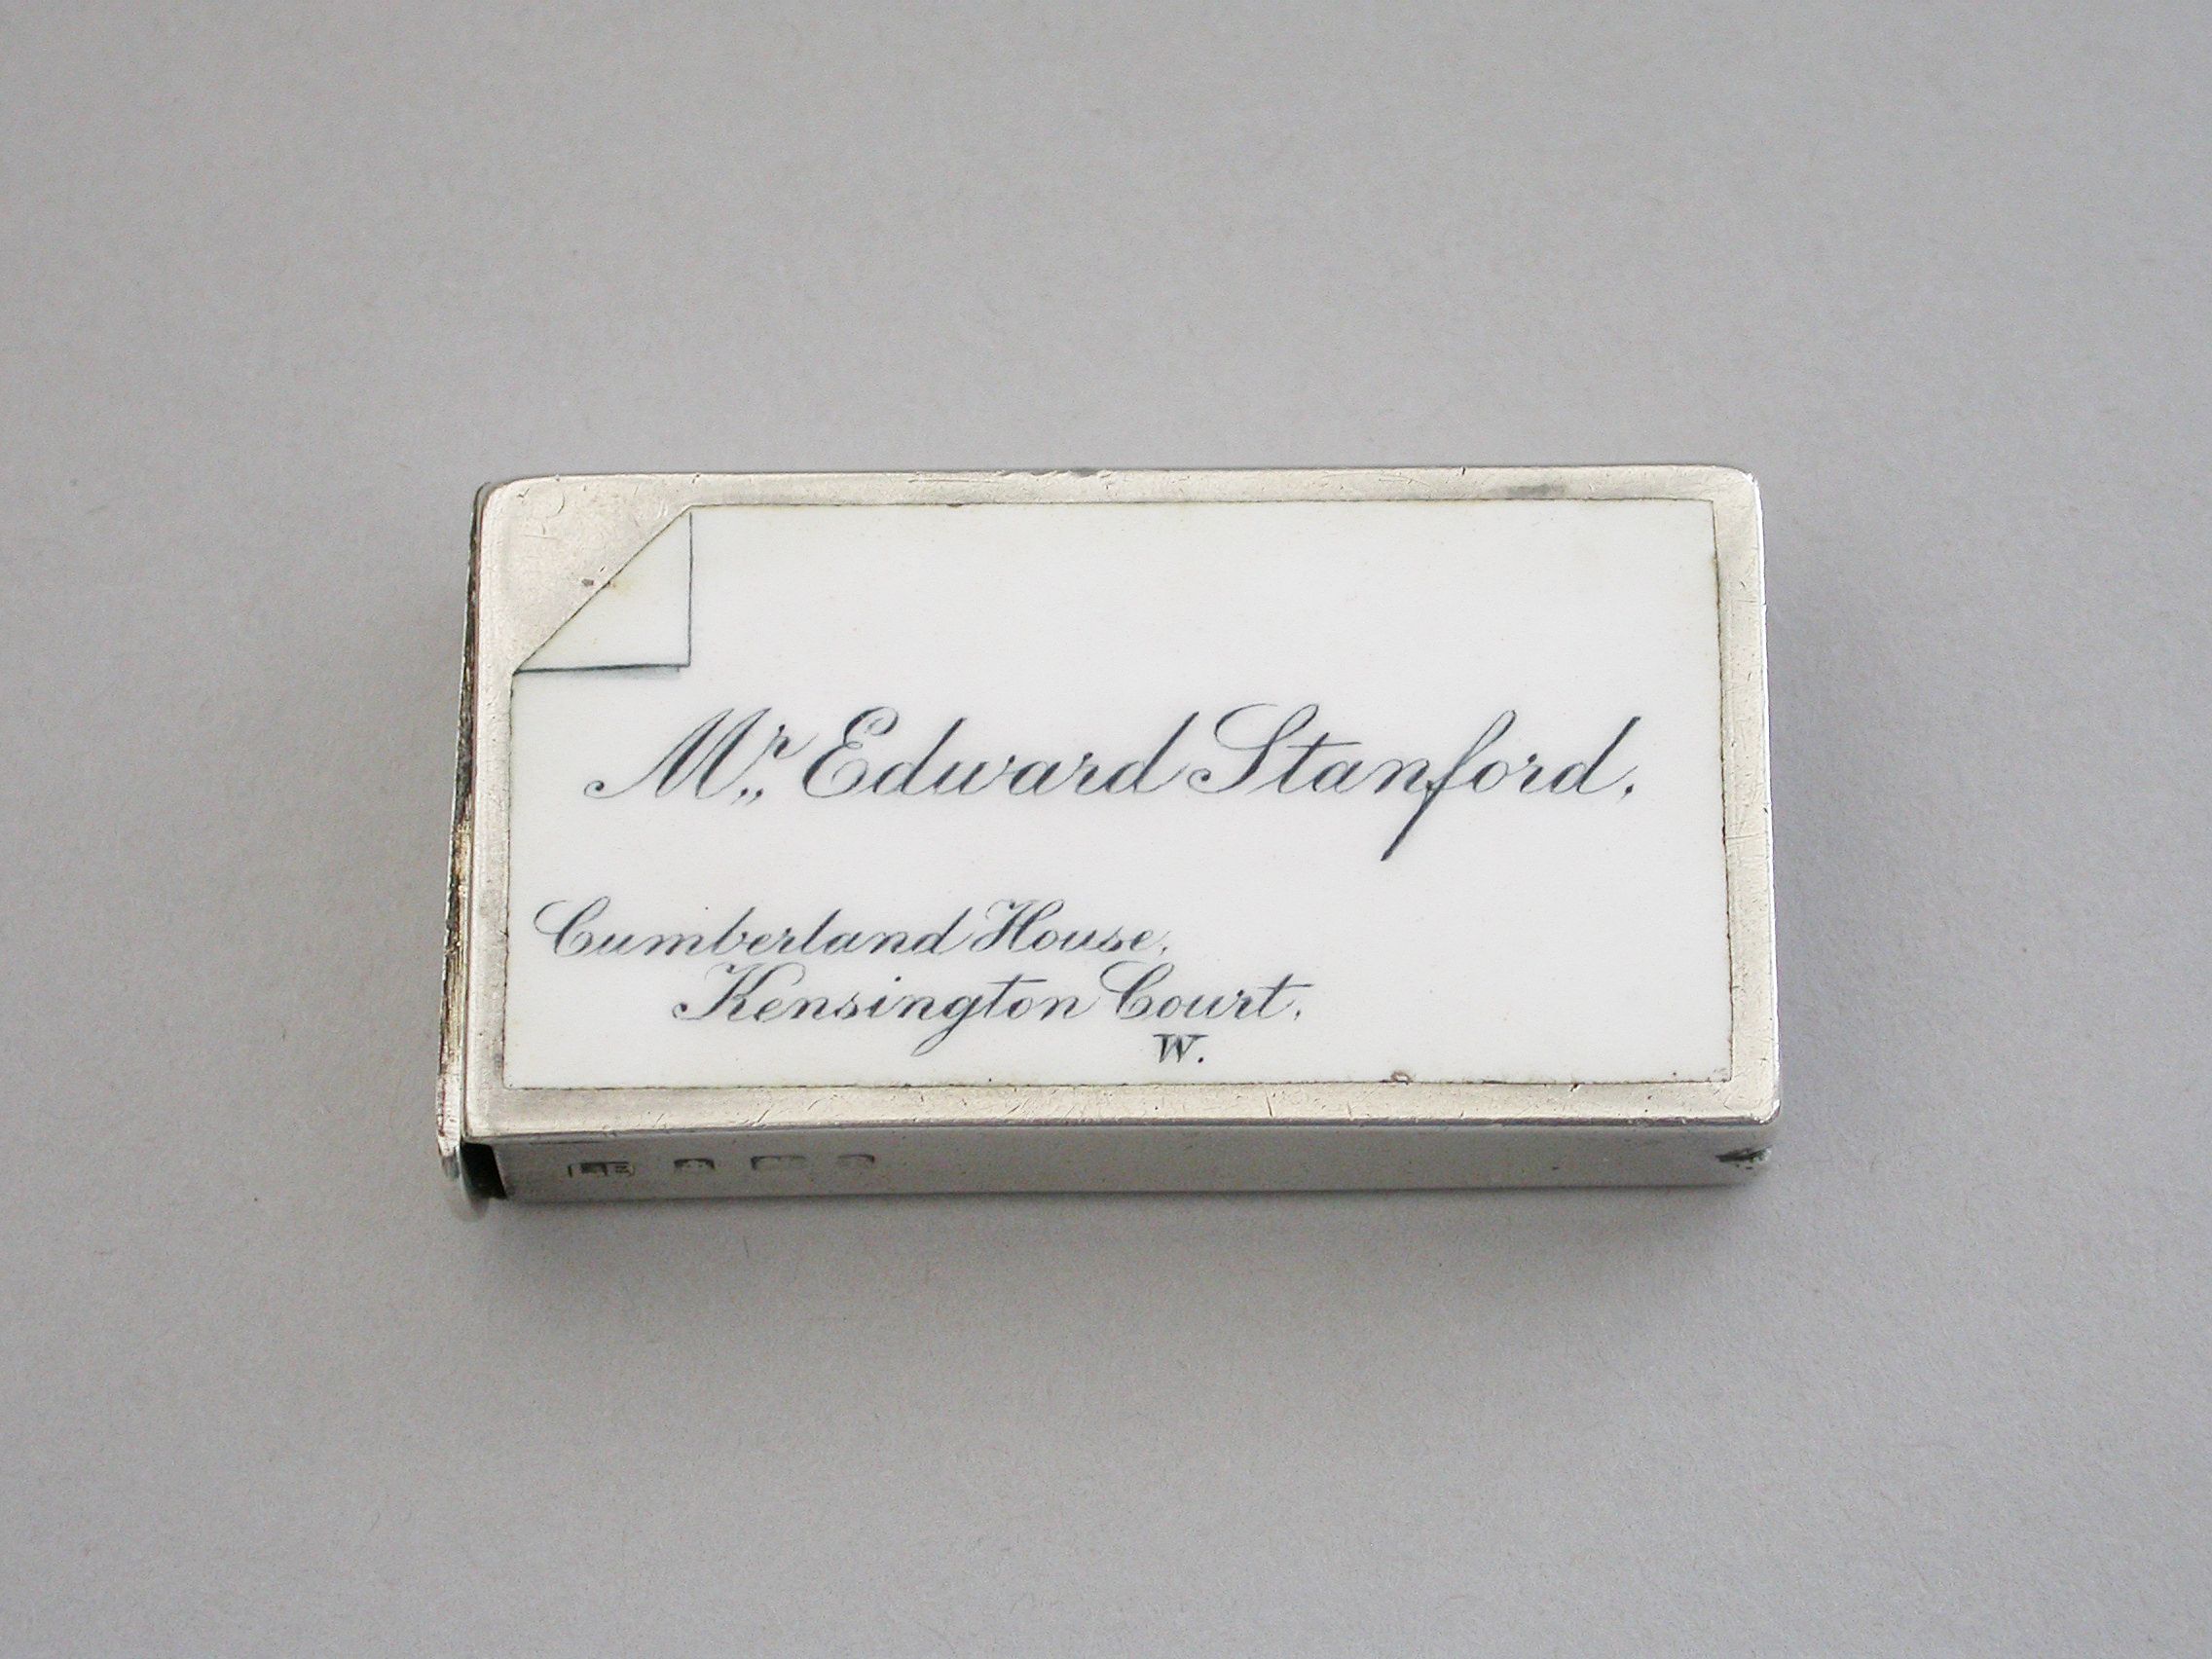 Mr,, Edward Stanford.
Cumberland House,
Kensington Court,
W.